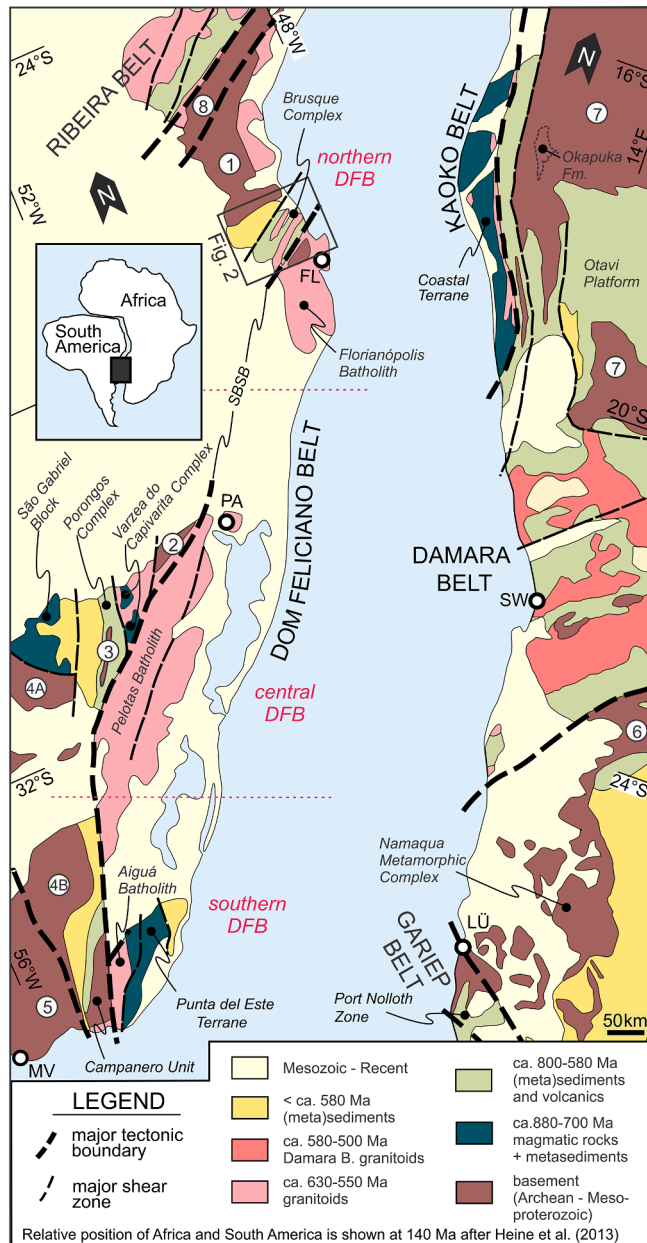 24°S
48°W
RIBEIRA BELT
8
1
Brusque
Complex
northern
DFB
52°W
N
Fig. 2
FL
Florianópolis
Batholith
Africa
South
America
SBSB
DOM FELICIANO BELT
São Gabriel
Block
Porongos
Complex
Varzea do
Capivarita Complex
PA
2
3
4A
Pelotas Batholith
central
DFB
32°S
4B
Aiguá
Batholith
southern
DFB
56°W
5
Punta del Este
Terrane
MV
Campanero Unit
KAOKO BELT
N
16°S
7
14°E
Okapuka
Fm.
Coastal
Terrane
Otavi
Platform
7
20°S
DAMARA
BELT
SW
6
24°S
Namaqua
Metamorphic
Complex
GARIEP
BELT
LÜ
Port Nolloth
Zone
50km
LEGEND
major tectonic
boundary
major shear
zone
Mesozoic - Recent
< ca. 580 Ma
(meta)sediments
ca. 580-500 Ma
Damara B. granitoids
ca. 630-550 Ma
granitoids
ca. 800-580 Ma
(meta)sediments
and volcanics
ca.880-700 Ma
magmatic rocks
+ metasediments
basement
(Archean - Meso-
proterozoic)
Relative position of Africa and South America is shown at 140 Ma after Heine et al. (2013)